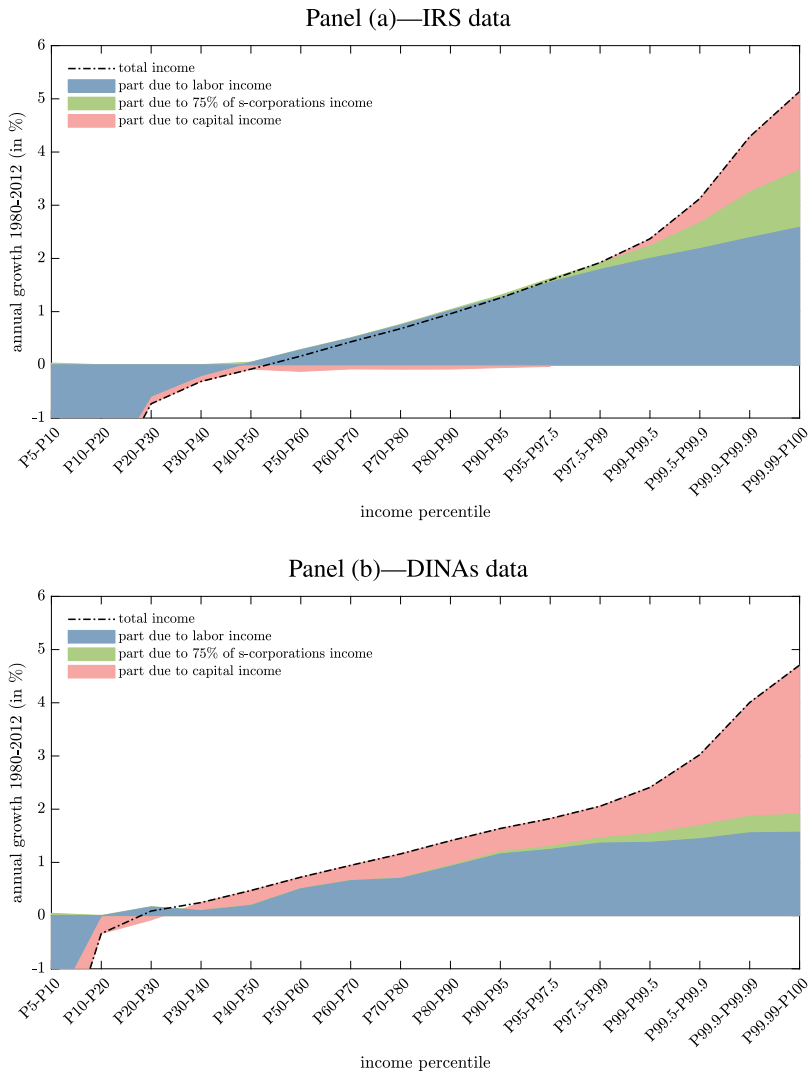 Panel (a)—IRS data
6
total income
part due to labor income
5
part due to 75% of s-corporations income
part due to capital income
4
annual growth 1980-2012 (in %)
3
2
1
0
-1
P5-P10
P10-P20
P20-P30
P30-P40
P40-P50
P50-P60
P60-P70
P70-P80
P80-P90
P90-P95
P95-P97.5
P97.5-P99
P99-P99.5
P99.5-P99.9
P99.9-P99.99
P99.99-P100
income percentile
Panel (b)—DINAs data
6
total income
part due to labor income
5
part due to 75% of s-corporations income
part due to capital income
4
annual growth 1980-2012 (in %)
3
2
1
0
-1
P5-P10
P10-P20
P20-P30
P30-P40
P40-P50
P50-P60
P60-P70
P70-P80
P80-P90
P90-P95
P95-P97.5
P97.5-P99
P99-P99.5
P99.5-P99.9
P99.9-P99.99
P99.99-P100
income percentile